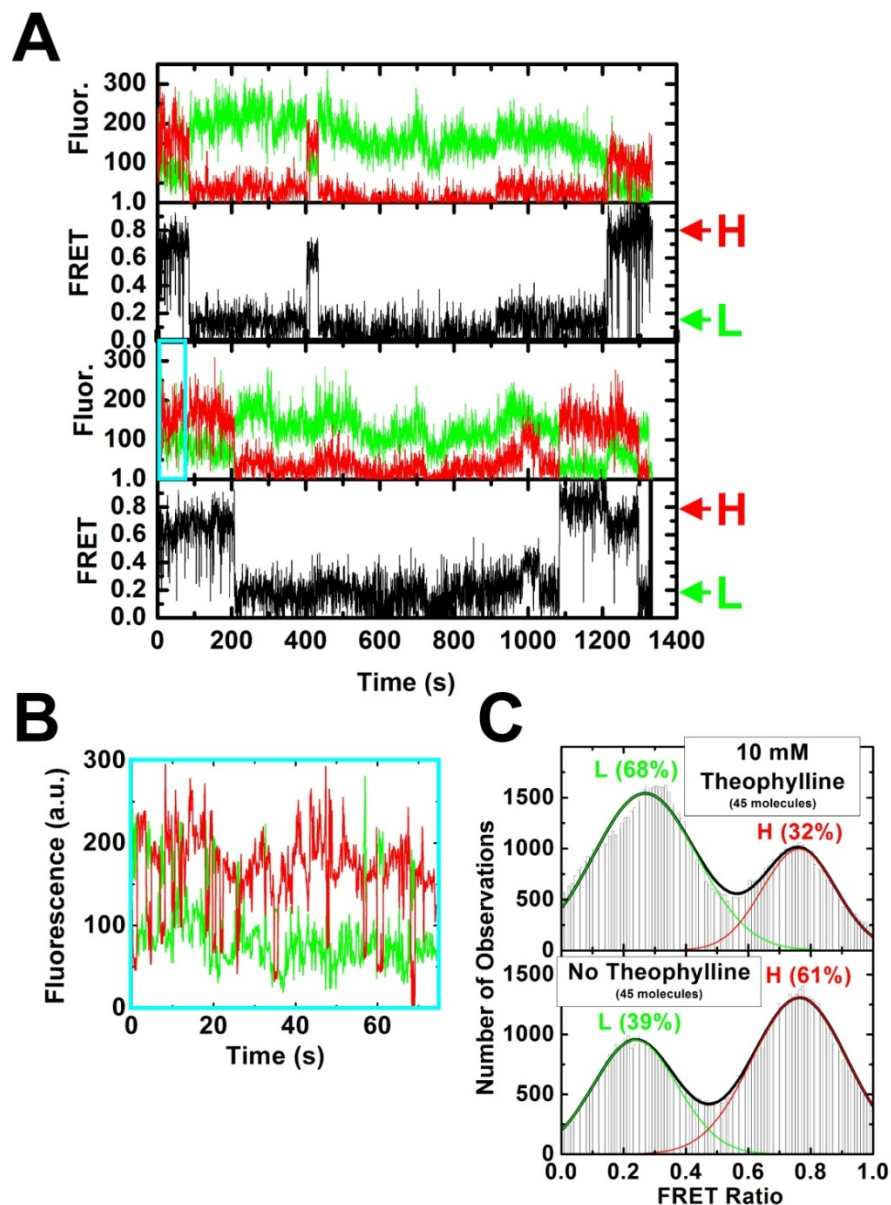 A
Fluor.
300
200
100
1.0
FRET
0.8
0.6
0.4
0.2
0.0
H
L
Fluor.
300
200
100
1.0
FRET
0.8
0.6
0.4
0.2
0.0
H
L
0 200 400 600 800 1000 1200 1400
Time (s)
B
Fluorescence (a.u.)
300
200
100
0
0 20 40 60
Time (s)
C
Number of Observations
1500
1000
500
0
L (68%)
10 mM
Theophylline
(45 molecules)
H (32%)
1500
1000
500
0
No Theophylline
(45 molecules)
H (61%)
L (39%)
0.0 0.2 0.4 0.6 0.8 1.0
FRET Ratio